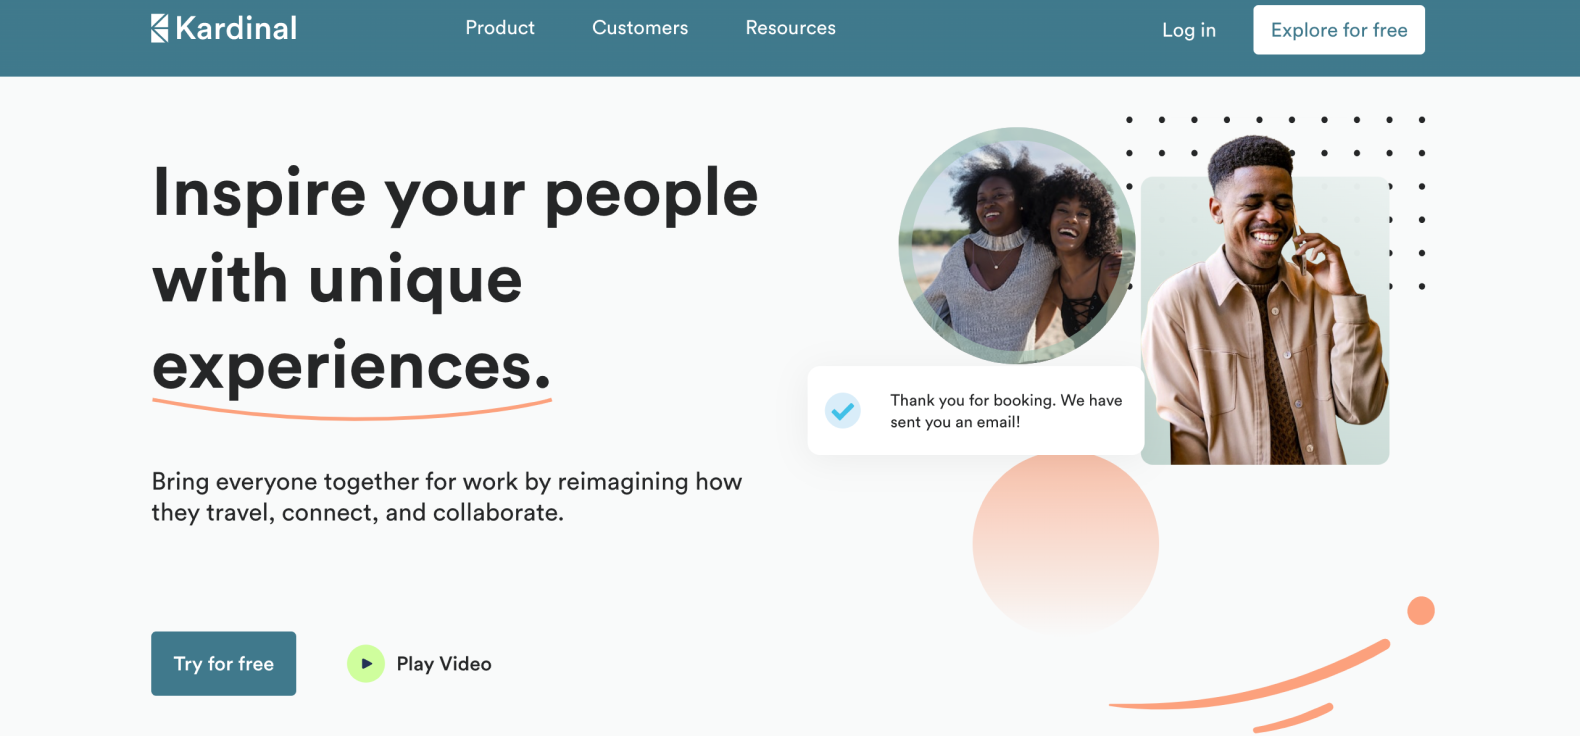 Kardinal
Product
Customers
Resources
Log in
Explore for free
Inspire your people
with unique
experiences.
Bring everyone together for work by reimagining how
they travel, connect, and collaborate.
Thank you for booking. We have
sent you an email!
Try for free
Play Video